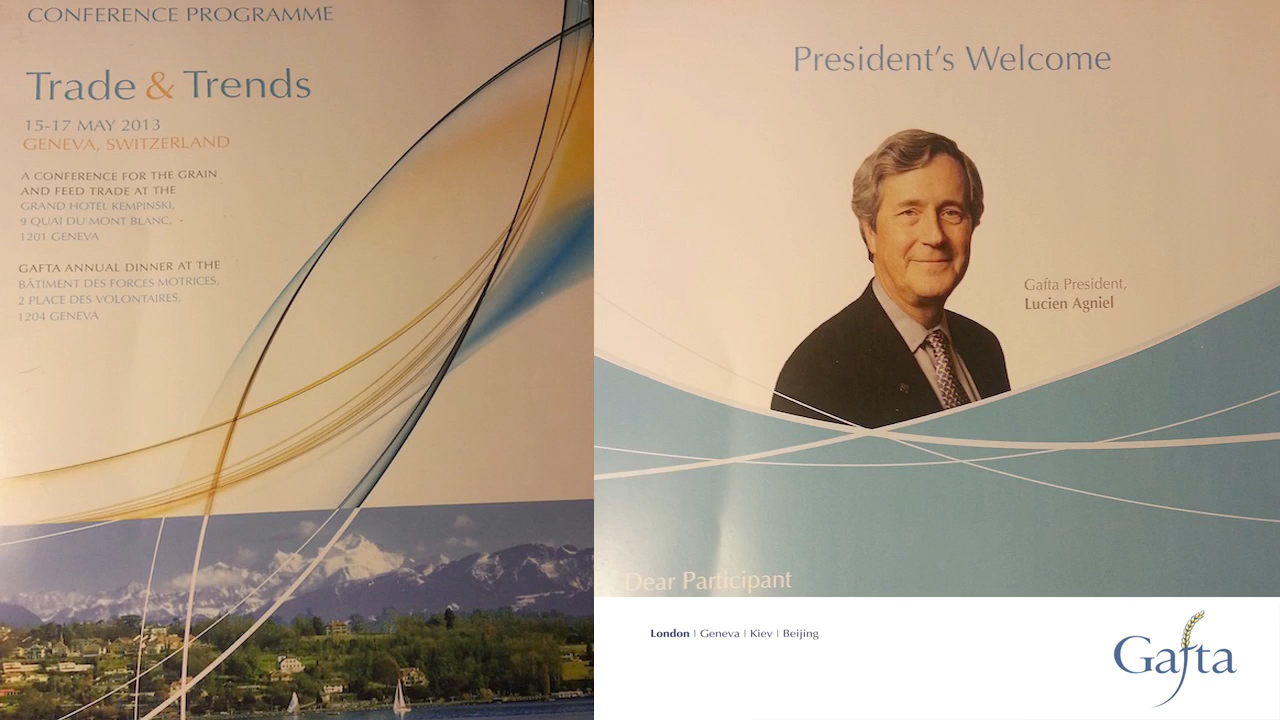 CONFERENCE PROGRAMME
Trade & Trends
15-17 MAY 2013
GENEVA, SWITZERLAND
A CONFERENCE FOR THE GRAIN
AND FEED TRADE AT THE
GRAND HOTEL KEMPINSKI,
9 QUAI DU MONT BLANC,
1201 GENEVA
GAFTA ANNUAL DINNER AT THE
BÂTIMENT DES FORCES MOTRICES,
2 PLACE DES VOLONTAIRES,
1204 GENEVA
President's Welcome
Gafta President,
Lucien Agniel
Dear Participant
London | Geneva | Kiev | Beijing
Gafta